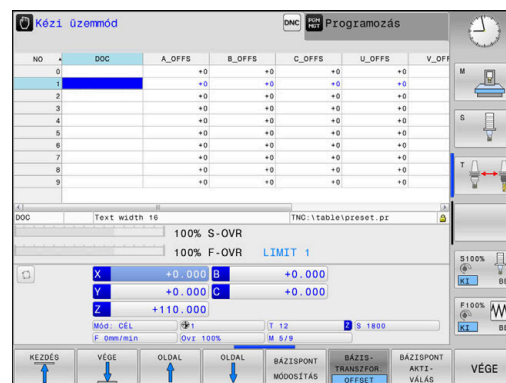 Kézi üzemmód DNC PGM MGT Programozás
NO DOC A_OFFS B_OFFS C_OFFS U_OFFS V_OFF
0 +0 +0 +0 +0
1 +0 +0 +0 +0
2 +0 +0 +0 +0
3 +0 +0 +0 +0
4 +0 +0 +0 +0
5 +0 +0 +0 +0
6 +0 +0 +0 +0
7 +0 +0 +0 +0
8 +0 +0 +0 +0
9 +0 +0 +0 +0
DOC Text width 16 TNC:\table\preset.pr
100% S-OVR
100% F-OVR LIMIT 1
X +0.000 B +0.000
Y +0.000 C +0.000
Z +110.000
Mód: CÉL 1 T 12 Z S 1800
F 0mm/min Ovr 100% M 5/9
M
S
T
S100%
KI BE
F100%
KI BE
KEZDÉS
VÉGE
OLDAL
OLDAL
BÁZISPONT
MÓDOSÍTÁS
BÁZIS-
TRANSZFOR.
OFFSET
BÁZISPONT
AKTI-
VÁLÁS
VÉGE